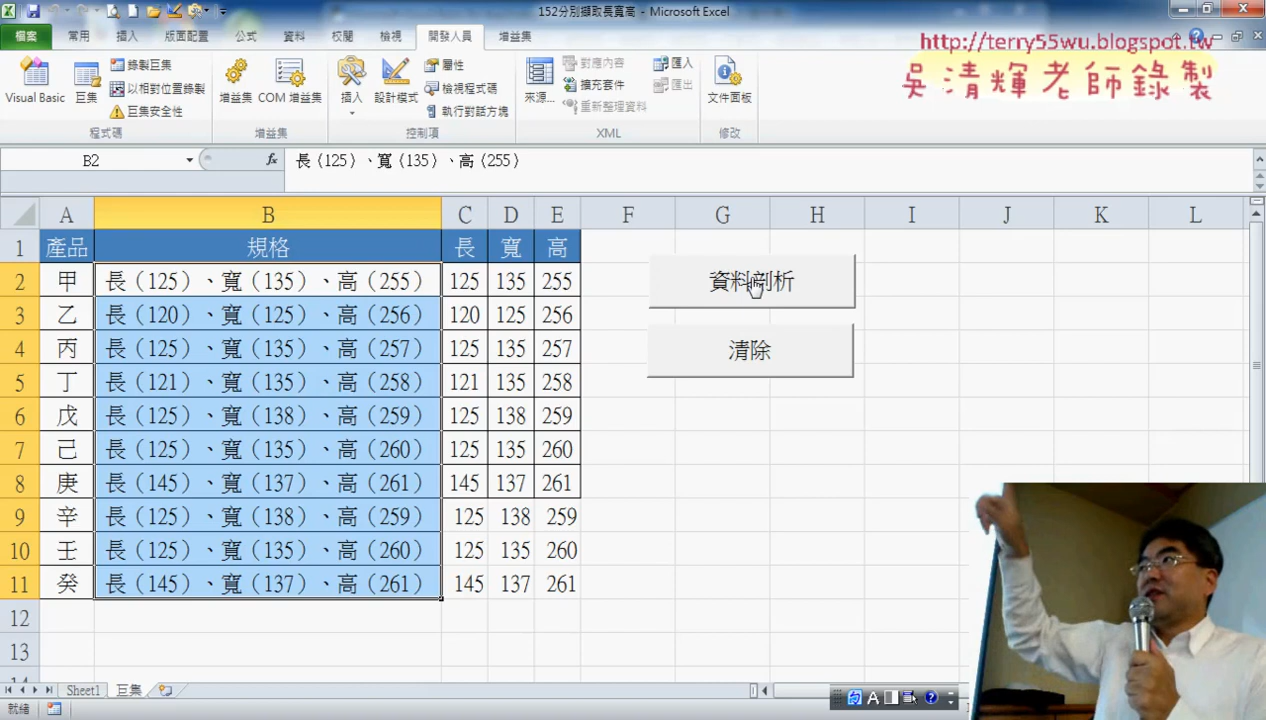 152分別擷取長寬高 - Microsoft Excel
檔案 常用 插入 版面配置 公式 資料 校閱 檢視 開發人員 增益集
http://terry55wu.blogspot.tw
吳清輝老師錄製
Visual Basic 巨集 錄製巨集 以相對位置錄製 巨集安全性
增益集 COM 增益集
插入 設計模式 屬性 檢視程式碼 執行對話方塊
來源... 對應內容 擴充套件 重新整理資料 匯入 匯出
文件面板
程式碼 增益集 控制項 XML 修改
B2 fx 長（125）、寬（135）、高（255）
A B C D E F G H I J K L
1 產品 規格 長 寬 高
2 甲 長（125）、寬（135）、高（255） 125 135 255
3 乙 長（120）、寬（125）、高（256） 120 125 256
4 丙 長（125）、寬（135）、高（257） 125 135 257
5 丁 長（121）、寬（135）、高（258） 121 135 258
6 戊 長（125）、寬（138）、高（259） 125 138 259
7 己 長（125）、寬（135）、高（260） 125 135 260
8 庚 長（145）、寬（137）、高（261） 145 137 261
9 辛 長（125）、寬（138）、高（259） 125 138 259
10 壬 長（125）、寬（135）、高（260） 125 135 260
11 癸 長（145）、寬（137）、高（261） 145 137 261
12
13
資料剖析
清除
Sheet1 巨集
就緒